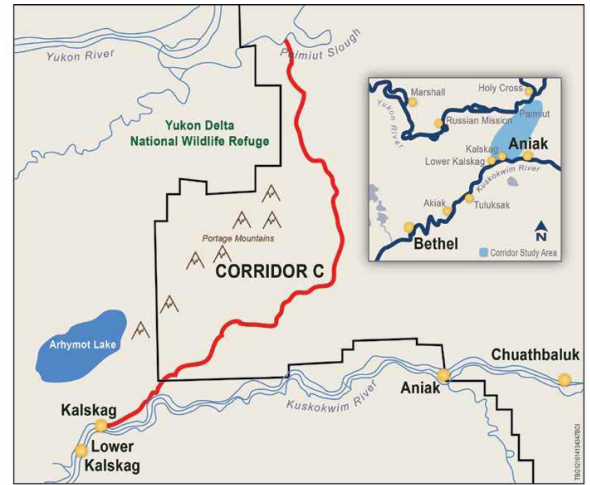 Yukon River
Paimiut Slough
Yukon Delta
National Wildlife Refuge
Portage Mountains
CORRIDOR C
Arhymot Lake
Kalskag
Lower
Kalskag
Kuskokwim River
Aniak
Chuathbaluk
Marshall
Holy Cross
Yukon River
Russian Mission
Paimiut
Kalskag
Aniak
Lower Kalskag
Kuskokwim River
Akiak
Tuluksak
Bethel
N
Corridor Study Area